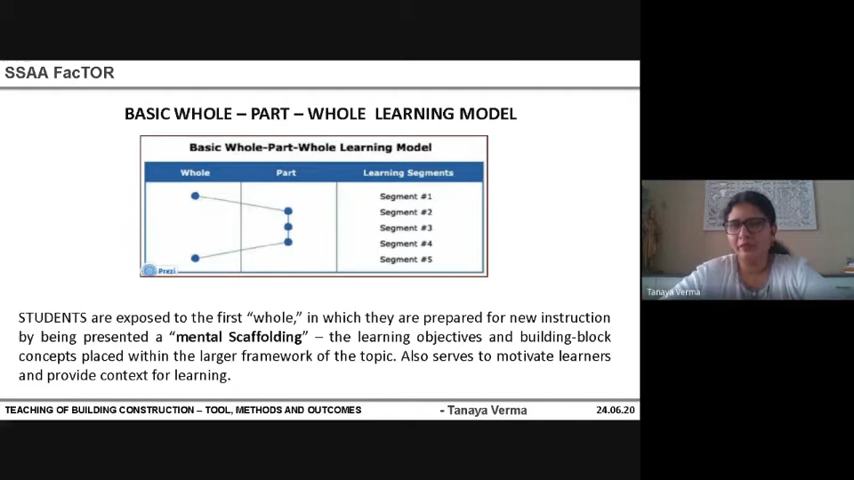 SSAA FacTOR
BASIC WHOLE – PART – WHOLE LEARNING MODEL
Basic Whole-Part-Whole Learning Model
Whole Part Learning Segments
Segment #1
Segment #2
Segment #3
Segment #4
Segment #5
Prezi
STUDENTS are exposed to the first “whole,” in which they are prepared for new instruction
by being presented a “mental Scaffolding” – the learning objectives and building-block
concepts placed within the larger framework of the topic. Also serves to motivate learners
and provide context for learning.
TEACHING OF BUILDING CONSTRUCTION – TOOL, METHODS AND OUTCOMES - Tanaya Verma 24.06.20
Tanaya Verma